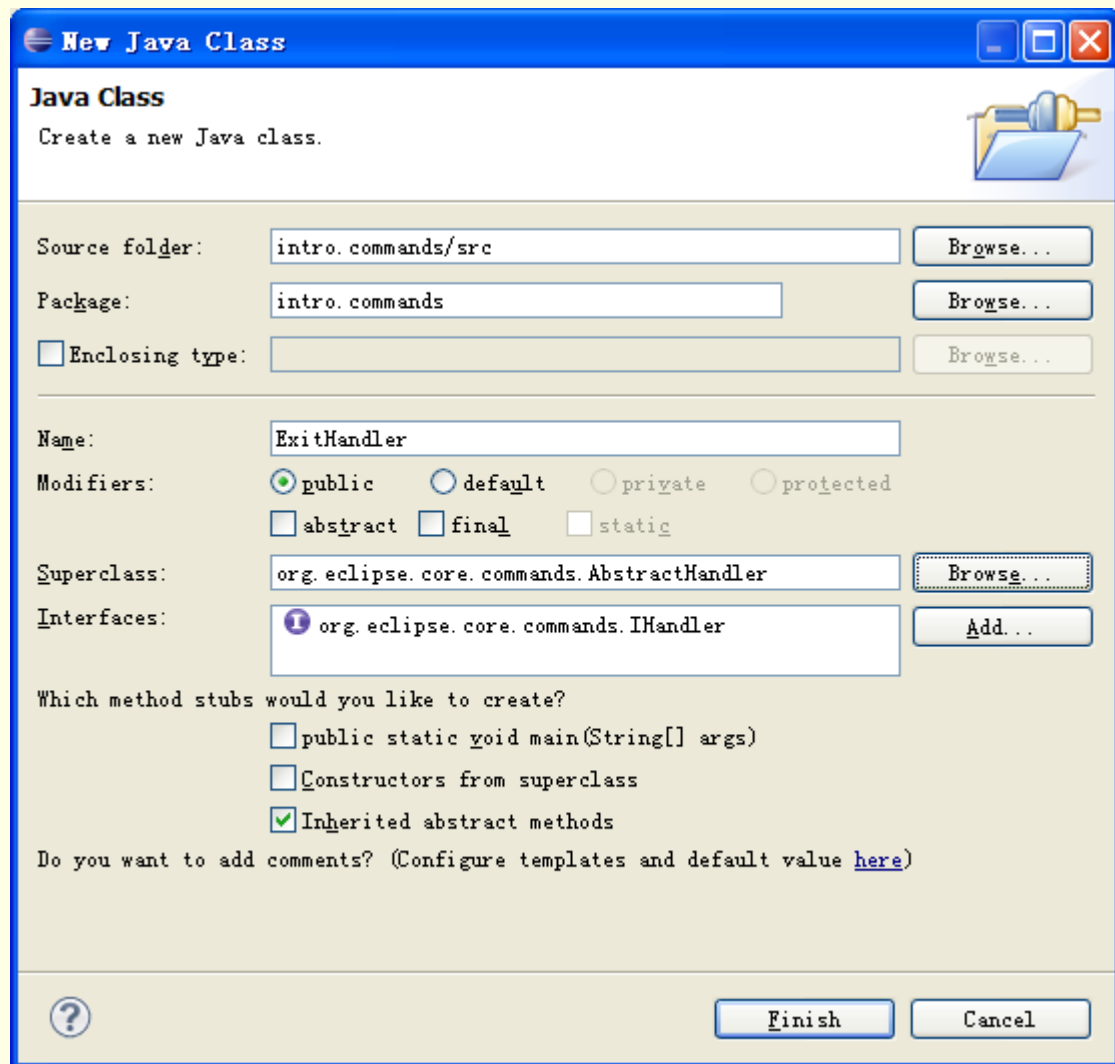 New Java Class
Java Class
Create a new Java class.
Source folder: intro.commands/src Browse...
Package: intro.commands Browse...
Enclosing type: Browse...
Name: ExitHandler
Modifiers: public default private protected
abstract final static
Superclass: org.eclipse.core.commands.AbstractHandler Browse...
Interfaces: org.eclipse.core.commands.IHandler Add...
Which method stubs would you like to create?
public static void main(String[] args)
Constructors from superclass
Inherited abstract methods
Do you want to add comments? (Configure templates and default value here)
Finish Cancel